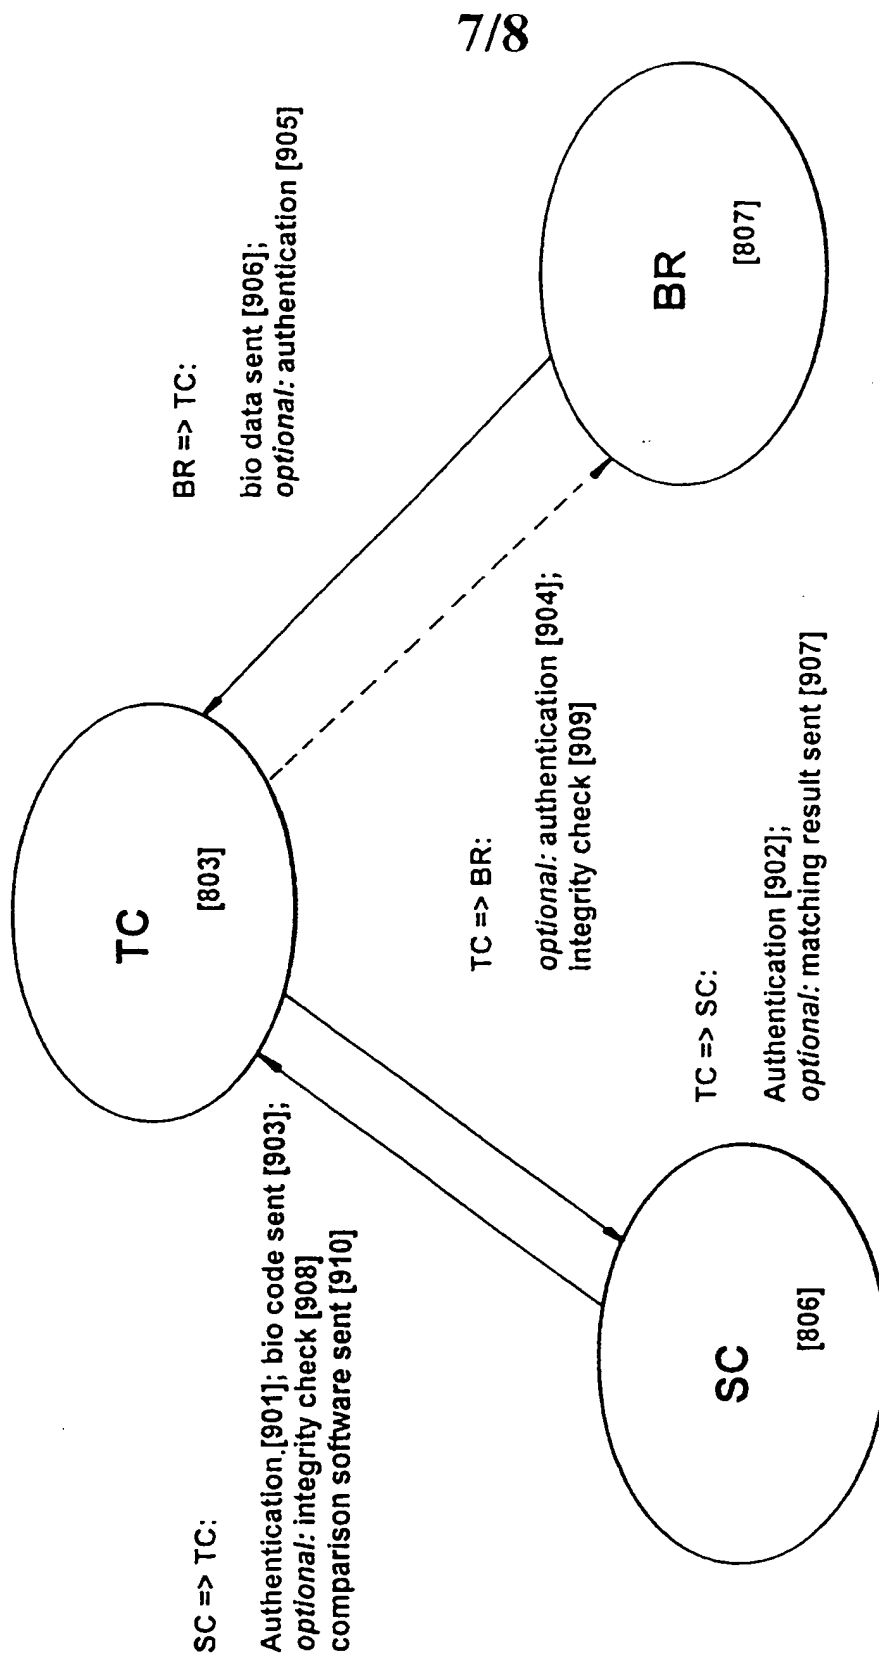 7/8
SC => TC:
Authentication.[901]; bio code sent [903];
optional: integrity check [908]
comparison software sent [910]
TC
[803]
BR => TC:
bio data sent [906];
optional: authentication [905]
TC => BR:
optional: authentication [904];
Integrity check [909]
SC
[806]
TC => SC:
Authentication [902];
optional: matching result sent [907]
BR
[807]